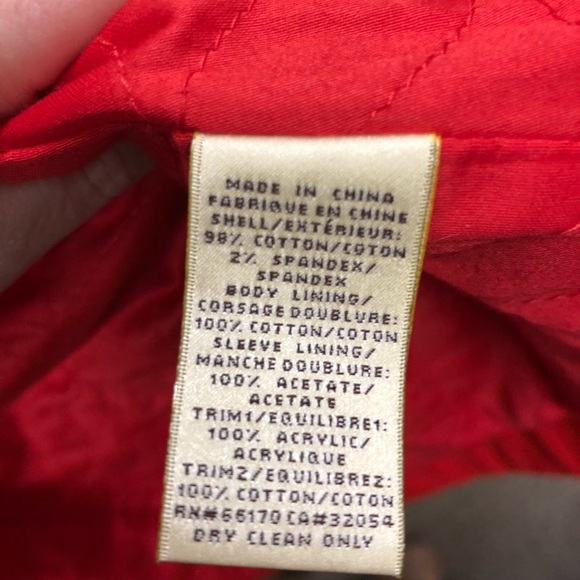 MADE IN CHINA
FABRIQUE EN CHINE
SHELL/EXTÉRIEUR:
98% COTTON/COTON
2% SPANDEX/
SPANDEX
BODY LINING/
CORSAGE DOUBLURE:
100% COTTON/COTON
SLEEVE LINING/
MANCHE DOUBLURE:
100% ACETATE/
ACETATE
TRIM1/EQUILIBRE1:
100% ACRYLIC/
ACRYLIQUE
TRIM2/EQUILIBRE2:
100% COTTON/COTON
RN#66170 CA#32054
DRY CLEAN ONLY